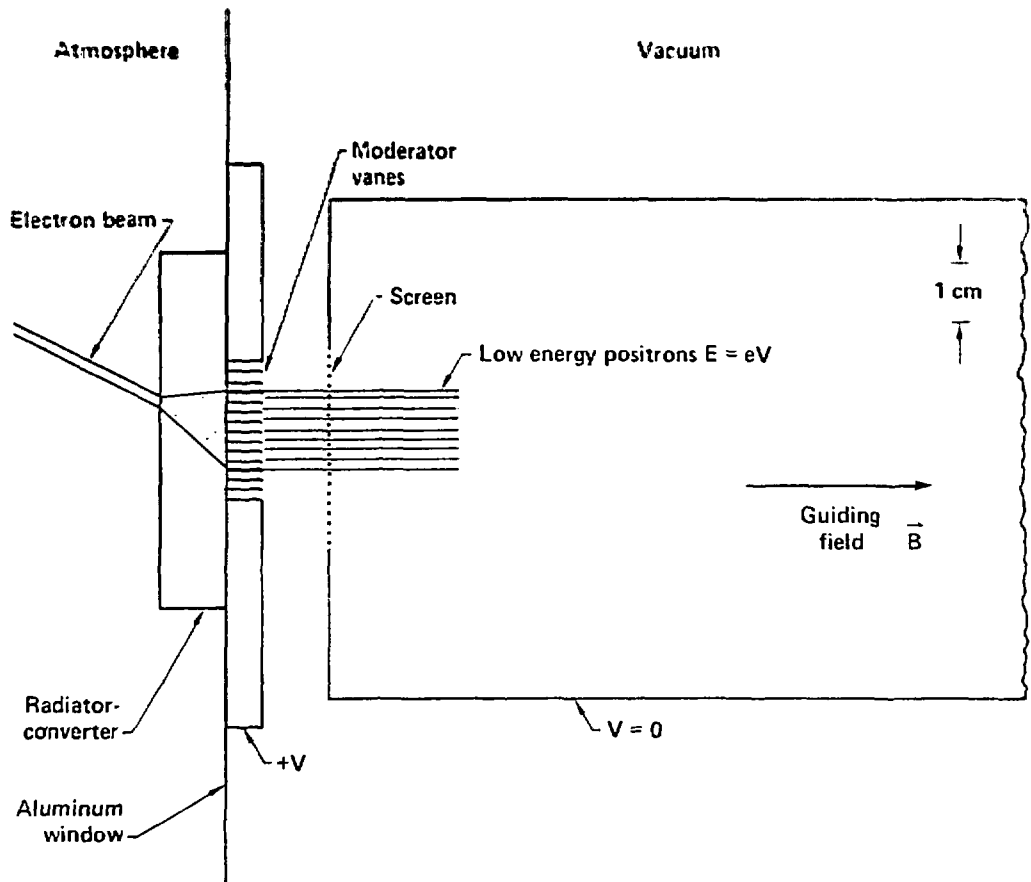 Atmosphere
Vacuum
Moderator
vanes
Electron beam
1 cm
Screen
Low energy positrons E = eV
Guiding
field B
Radiator-
converter
V = 0
+V
Aluminum
window